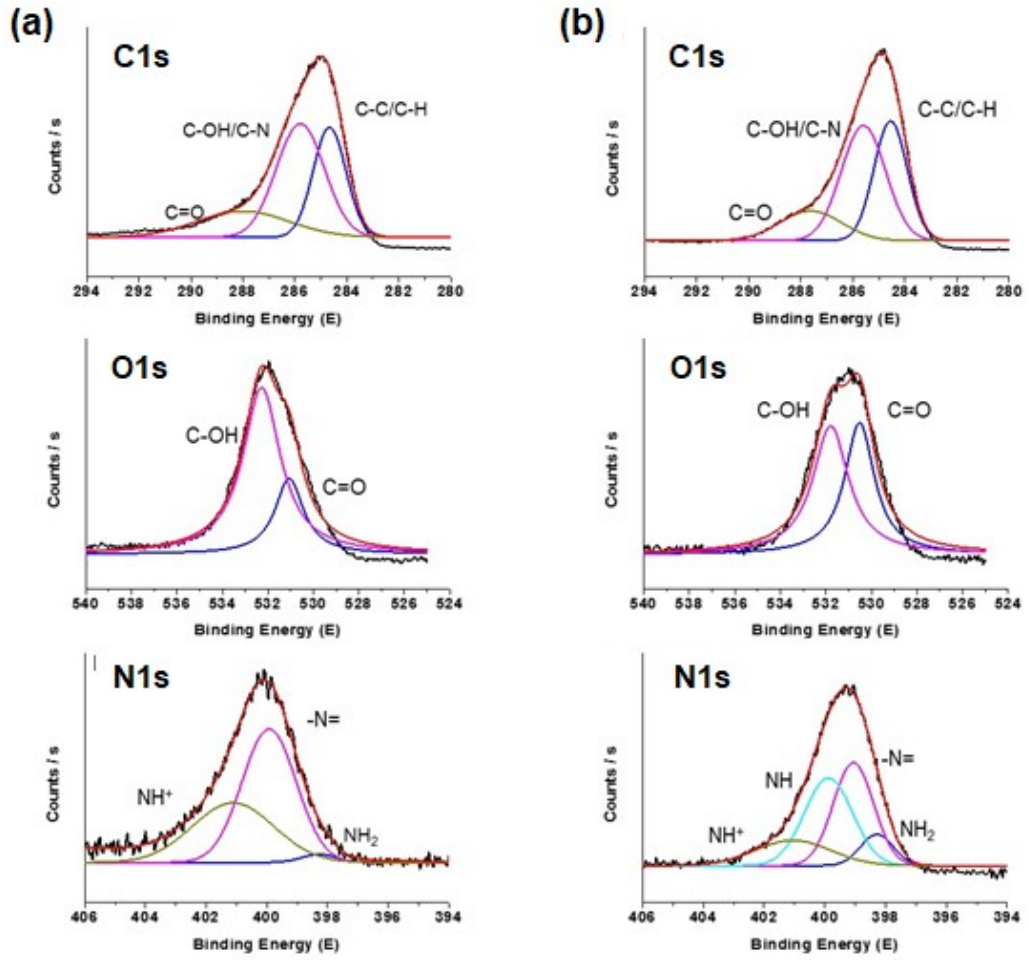 (a)
C1s
C-OH/C-N
C-C/C-H
C=O
Counts / s
294 292 290 288 286 284 282 280
Binding Energy (E)
O1s
C-OH
C=O
Counts / s
540 538 536 534 532 530 528 526 524
Binding Energy (E)
N1s
-N=
NH⁺
NH₂
Counts / s
406 404 402 400 398 396 394
Binding Energy (E)
(b)
C1s
C-C/C-H
C-OH/C-N
C=O
Counts / s
294 292 290 288 286 284 282 280
Binding Energy (E)
O1s
C-OH
C=O
Counts / s
540 538 536 534 532 530 528 526 524
Binding Energy (E)
N1s
-N=
NH
NH₂
NH⁺
Counts / s
406 404 402 400 398 396 394
Binding Energy (E)